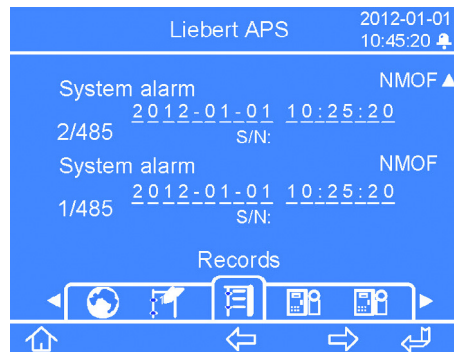 Liebert APS
2012-01-01
10:45:20
System alarm NMOF
2012-01-01 10:25:20
2/485 S/N:
System alarm NMOF
2012-01-01 10:25:20
1/485 S/N:
Records